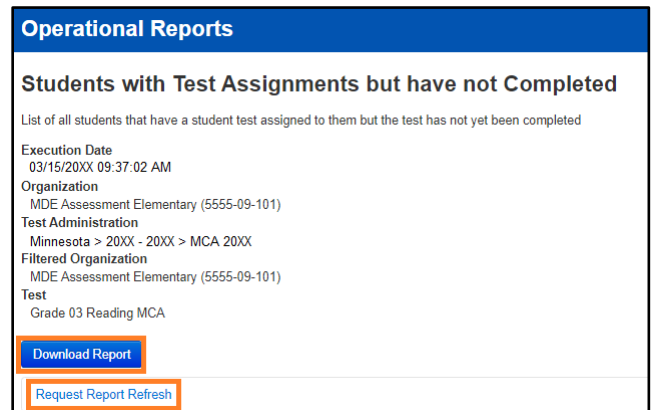 Operational Reports
Students with Test Assignments but have not Completed
List of all students that have a student test assigned to them but the test has not yet been completed
Execution Date
03/15/20XX 09:37:02 AM
Organization
MDE Assessment Elementary (5555-09-101)
Test Administration
Minnesota > 20XX - 20XX > MCA 20XX
Filtered Organization
MDE Assessment Elementary (5555-09-101)
Test
Grade 03 Reading MCA
Download Report
Request Report Refresh